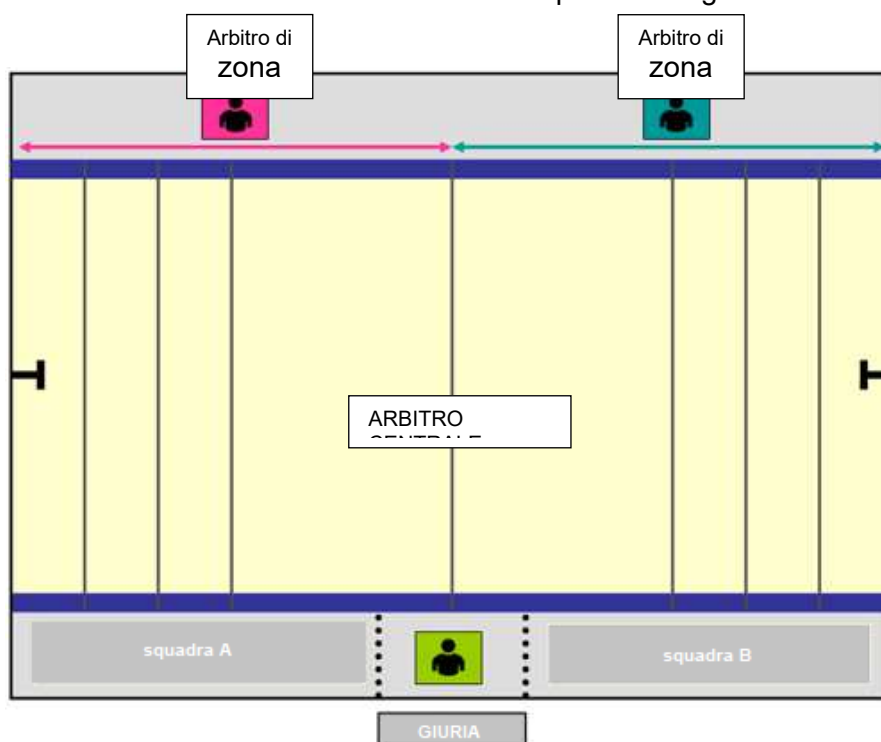 Arbitro di
zona
Arbitro di
zona
ARBITRO
squadra A
squadra B
GIURIA